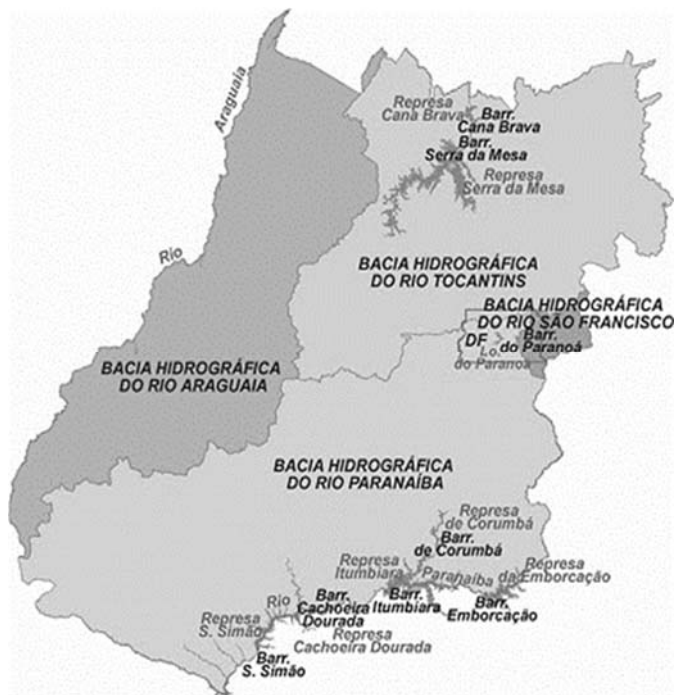 Araguaia
Rio
Represa
Cana Brava
Barr.
Cana Brava
Barr.
Serra da Mesa
Represa
Serra da Mesa
BACIA HIDROGRÁFICA
DO RIO TOCANTINS
BACIA HIDROGRÁFICA
DO RIO SÃO FRANCISCO
DF
Barr.
do Paranoá
Lo.
do Paranoá
BACIA HIDROGRÁFICA
DO RIO ARAGUAIA
BACIA HIDROGRÁFICA
DO RIO PARANAÍBA
Represa
de Corumbá
Barr.
de Corumbá
Represa
Itumbiara
Paranaíba
Represa
da Emborcação
Barr.
Itumbiara
Barr.
Emborcação
Rio
Barr.
Cachoeira
Dourada
Represa
S. Simão
Represa
Cachoeira Dourada
Barr.
S. Simão